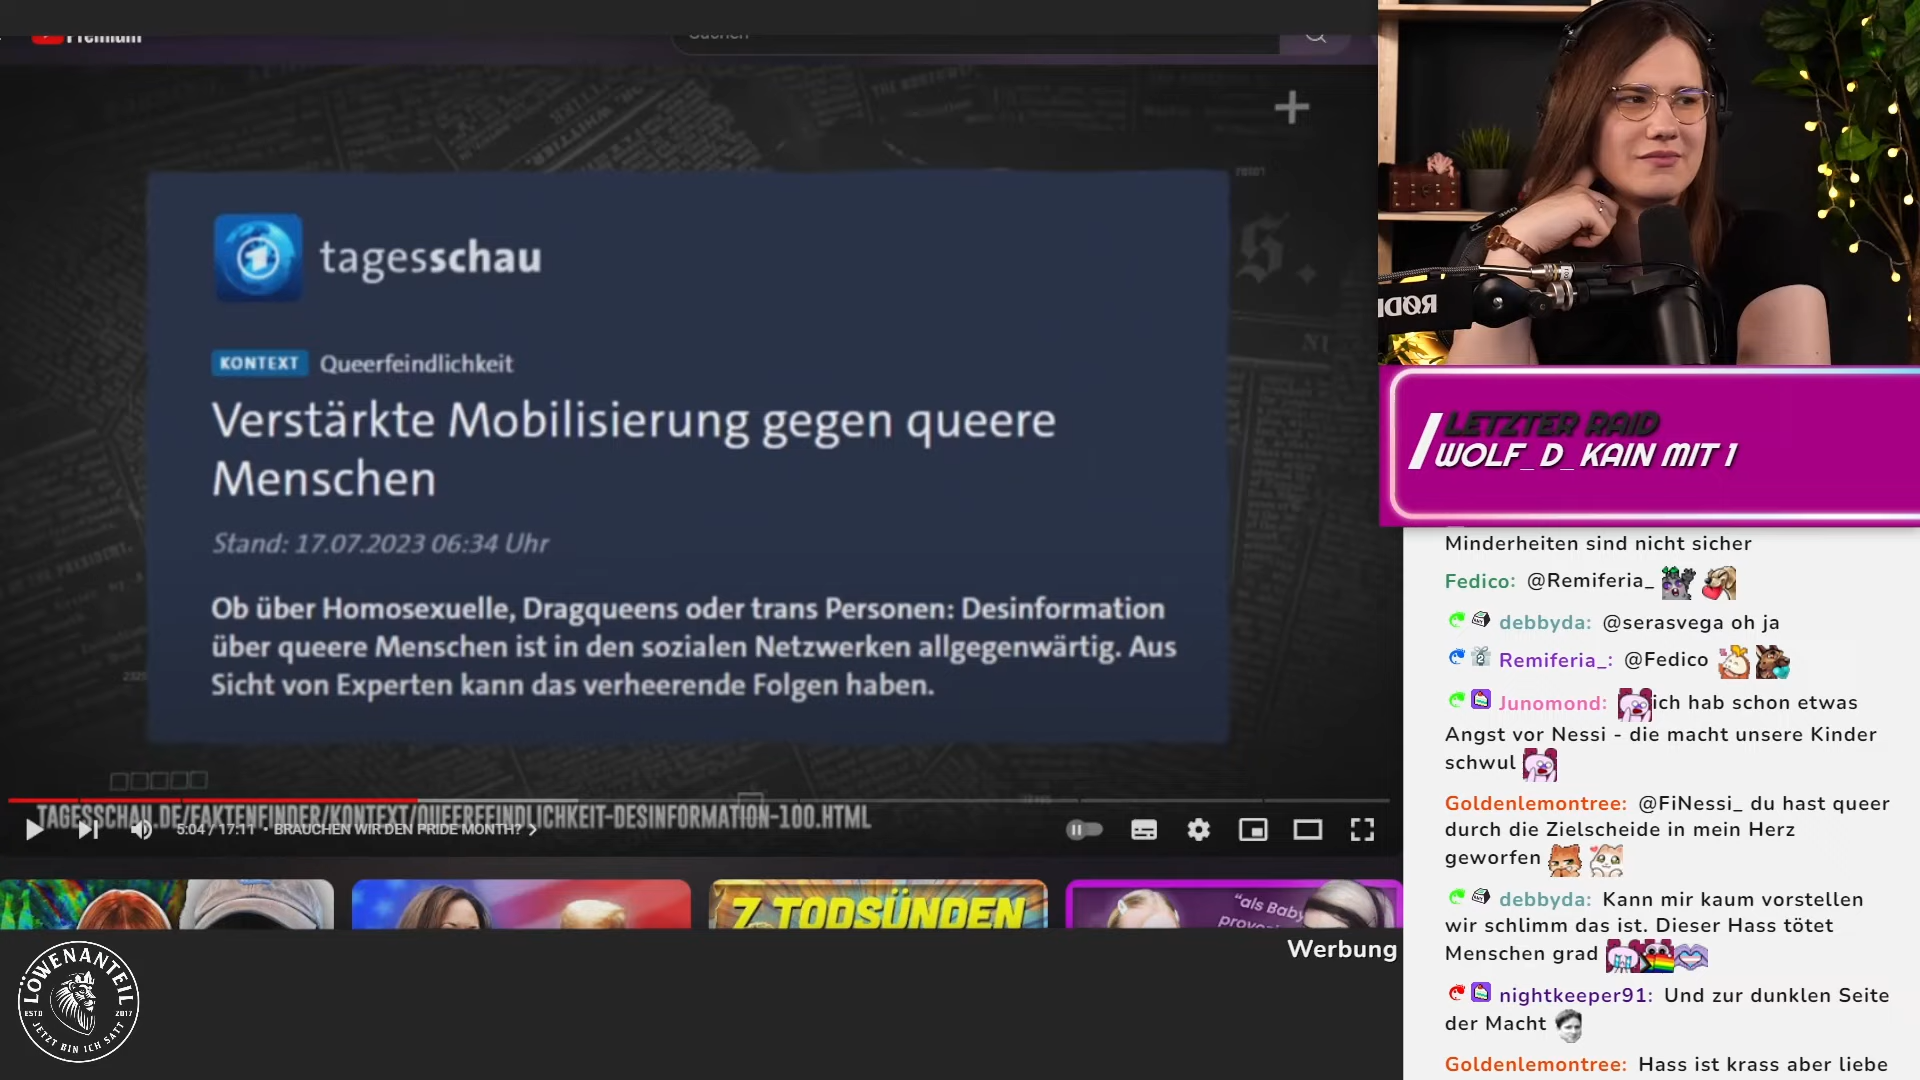 Premium
Suchen
tagesschau
KONTEXT Queerfeindlichkeit
Verstärkte Mobilisierung gegen queere
Menschen
Stand: 17.07.2023 06:34 Uhr
Ob über Homosexuelle, Dragqueens oder trans Personen: Desinformation
über queere Menschen ist in den sozialen Netzwerken allgegenwärtig. Aus
Sicht von Experten kann das verheerende Folgen haben.
TAGESSCHAU.DE/FAKTENFINDER/KONTEXT/QUEERFEINDLICHKEIT-DESINFORMATION-100.HTML
5:04 / 17:11 • BRAUCHEN WIR DEN PRIDE MONTH?
7 TODSÜNDEN
"als Baby
Werbung
LÖWENANTEIL
ESTD 2017
JETZT BIN ICH SATT
RØDE
LETZTER RAID
WOLF_D_KAIN MIT 1
Minderheiten sind nicht sicher
Fedico: @Remiferia_
debbyda: @serasvega oh ja
Remiferia_: @Fedico
Junomond: ich hab schon etwas
Angst vor Nessi - die macht unsere Kinder
schwul
Goldenlemontree: @FiNessi_ du hast queer
durch die Zielscheide in mein Herz
geworfen
debbyda: Kann mir kaum vorstellen
wir schlimm das ist. Dieser Hass tötet
Menschen grad
nightkeeper91: Und zur dunklen Seite
der Macht
Goldenlemontree: Hass ist krass aber liebe